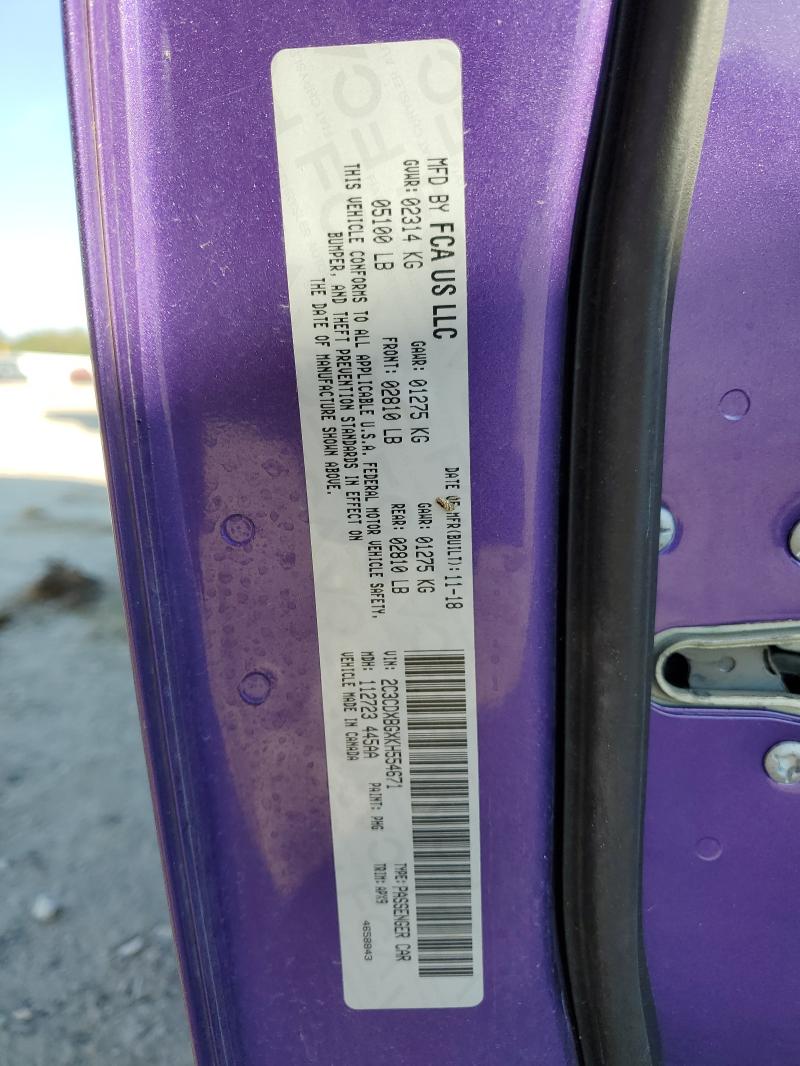 MFD BY FCA US LLC
DATE OF MFR(BUILT): 11-18
GVWR: 02314 KG GAWR: 01275 KG GAWR: 01275 KG
05100 LB FRONT: 02810 LB REAR: 02810 LB
THIS VEHICLE CONFORMS TO ALL APPLICABLE U.S.A. FEDERAL MOTOR VEHICLE SAFETY,
BUMPER, AND THEFT PREVENTION STANDARDS IN EFFECT ON
THE DATE OF MANUFACTURE SHOWN ABOVE.
VIN: 2C3CDXBGXKH554671 TYPE: PASSENGER CAR
MDH: 112723 445AA PAINT: PHG TRIM: APX9
VEHICLE MADE IN CANADA 4658843